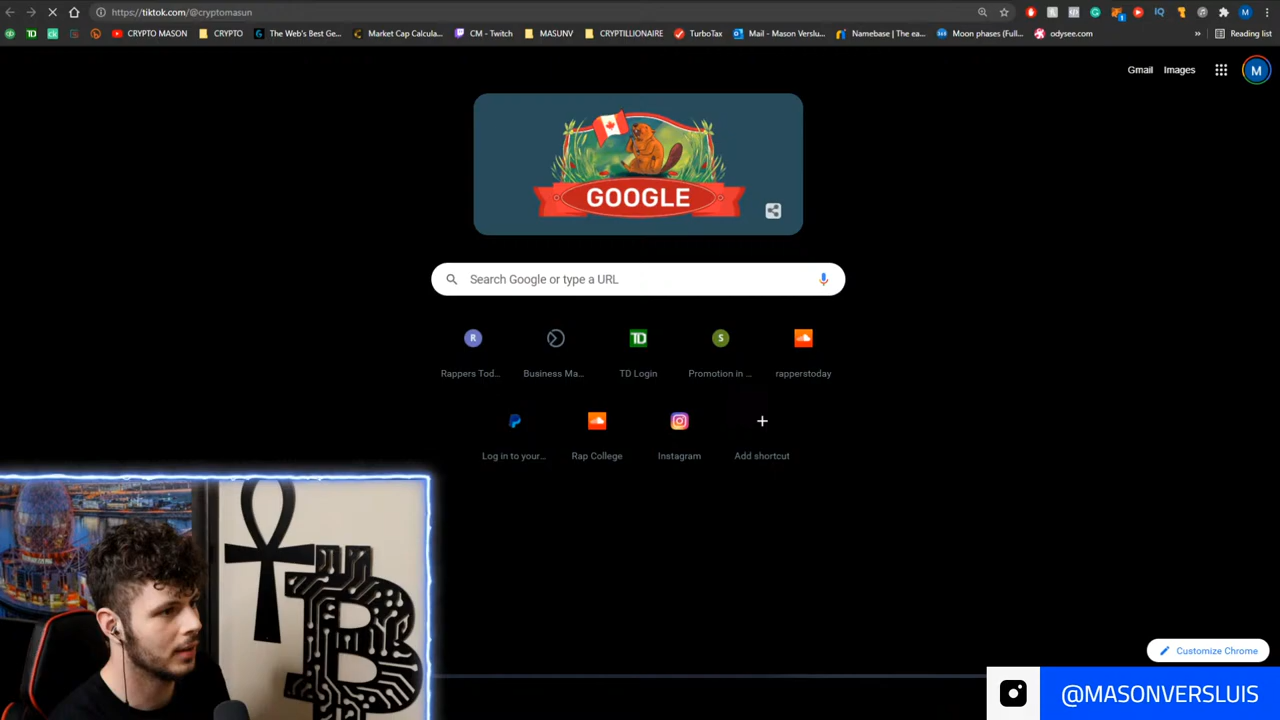 https://tiktok.com/@cryptomasun
CRYPTO MASON
CRYPTO
The Web's Best Ge...
Market Cap Calcula...
CM - Twitch
MASUNV
CRYPTILLIONAIRE
TurboTax
Mail - Mason Verslu...
Namebase | The ea...
Moon phases (Full...
odysee.com
»
Reading list
Gmail
Images
M
GOOGLE
Search Google or type a URL
R
TD
S
Rappers Tod...
Business Ma...
TD Login
Promotion in ...
rapperstoday
Log in to your...
Rap College
Instagram
Add shortcut
Customize Chrome
@MASONVERSLUIS